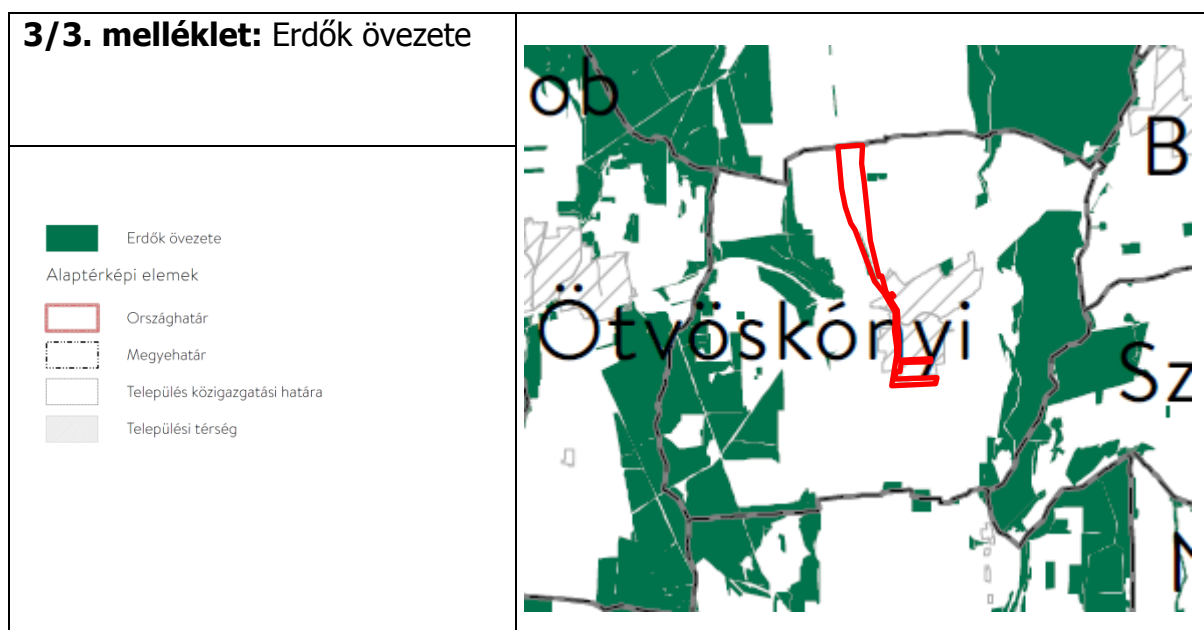 3/3. melléklet: Erdők övezete
Erdők övezete
Alaptérképi elemek
Országhatár
Megyehatár
Település közigazgatási határa
Települési térség
ob
B
Ötvöskónyi
Sz